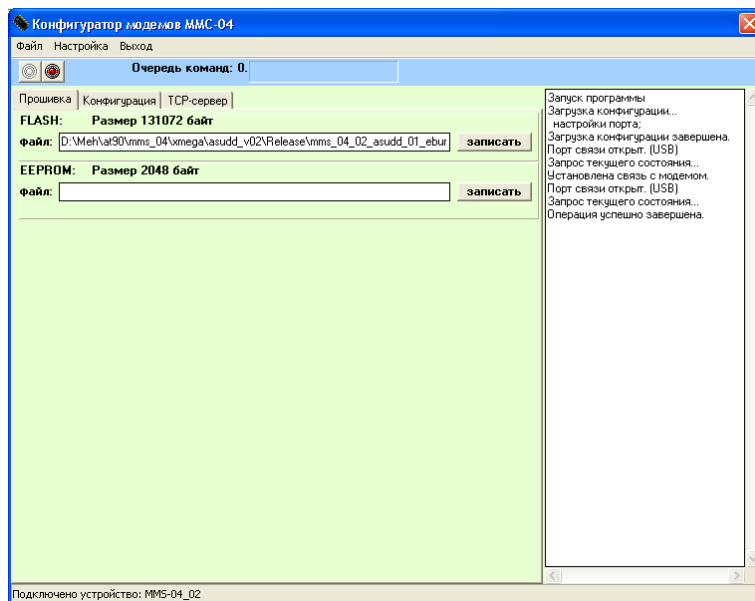 Конфигуратор модемов ММС-04
Файл Настройка Выход
Очередь команд: 0.
Прошивка Конфигурация TCP-сервер
FLASH: Размер 131072 байт
Файл: D:\Meh\at90\mms_04\xmega\asudd_v02\Release\mms_04_02_asudd_01_ebur записать
EEPROM: Размер 2048 байт
Файл: записать
Запуск программы
Загрузка конфигурации...
настройки порта;
Загрузка конфигурации завершена.
Порт связи открыт. (USB)
Запрос текущего состояния...
Установлена связь с модемом.
Порт связи открыт. (USB)
Запрос текущего состояния...
Операция успешно завершена.
Подключено устройство: MMS-04_02